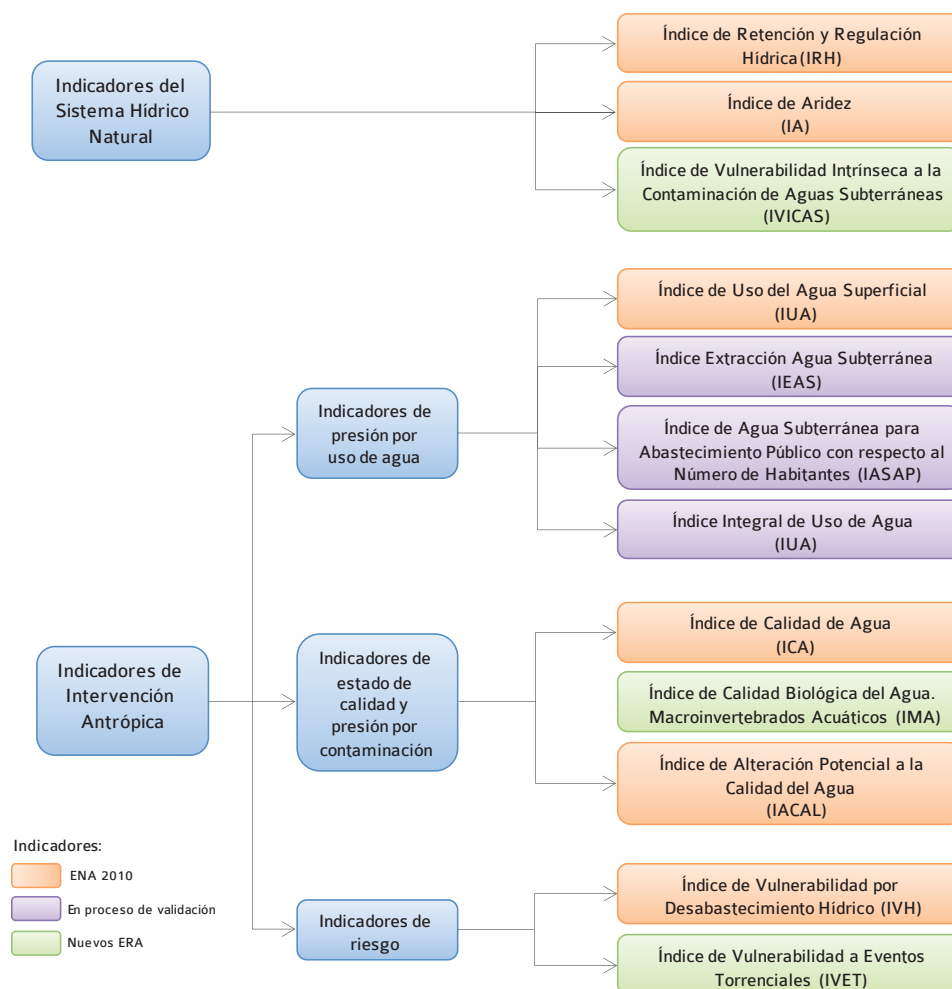 Indicadores del
Sistema Hídrico
Natural
Índice de Retención y Regulación
Hídrica (IRH)
Índice de Aridez
(IA)
Índice de Vulnerabilidad Intrínseca a la
Contaminación de Aguas Subterráneas
(IVICAS)
Indicadores de
Intervención
Antrópica
Indicadores de
presión por
uso de agua
Índice de Uso del Agua Superficial
(IUA)
Índice Extracción Agua Subterránea
(IEAS)
Índice de Agua Subterránea para
Abastecimiento Público con respecto al
Número de Habitantes (IASAP)
Índice Integral de Uso de Agua
(IUA)
Indicadores de
estado de
calidad y
presión por
contaminación
Índice de Calidad de Agua
(ICA)
Índice de Calidad Biológica del Agua.
Macroinvertebrados Acuáticos (IMA)
Índice de Alteración Potencial a la
Calidad del Agua
(IACAL)
Indicadores de
riesgo
Índice de Vulnerabilidad por
Desabastecimiento Hídrico (IVH)
Índice de Vulnerabilidad a Eventos
Torrenciales (IVET)
Indicadores:
ENA 2010
En proceso de validación
Nuevos ERA